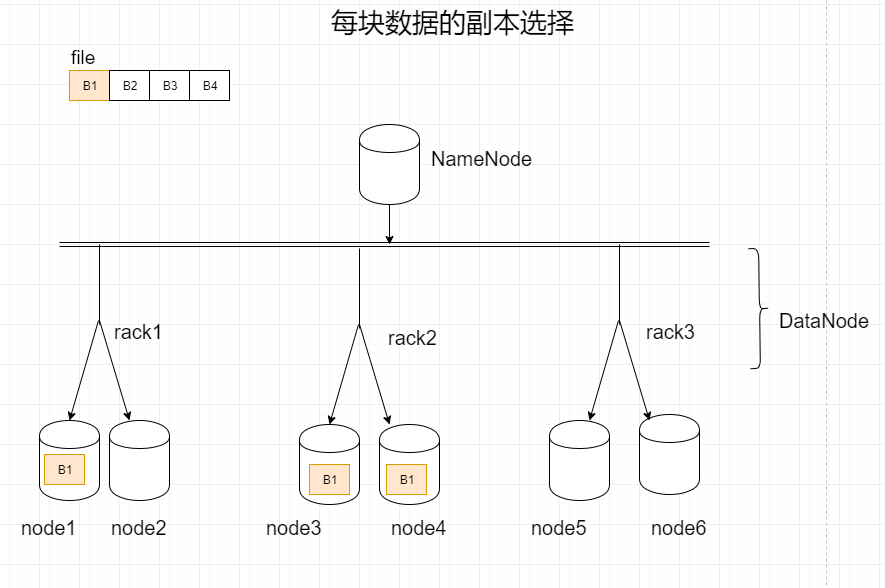 每块数据的副本选择
file
B1 B2 B3 B4
NameNode
DataNode
rack1 rack2 rack3
B1 B1 B1
node1 node2 node3 node4 node5 node6